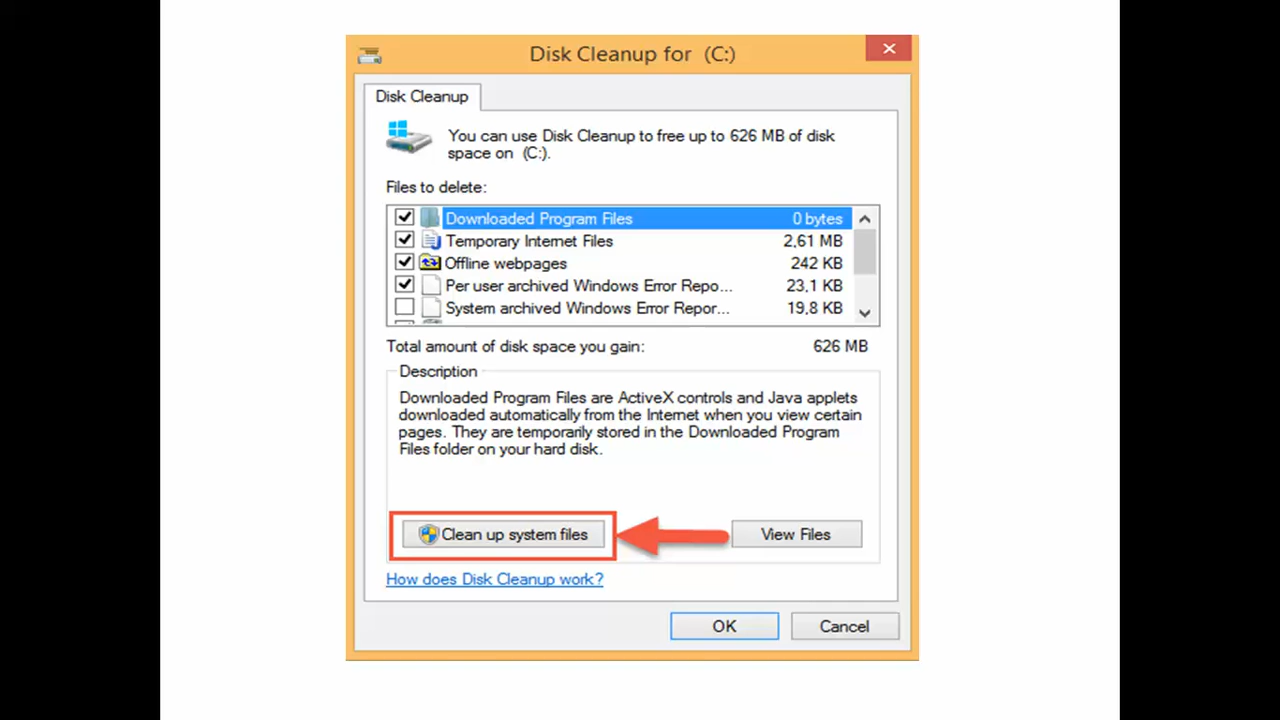 Disk Cleanup for (C:)
Disk Cleanup
You can use Disk Cleanup to free up to 626 MB of disk
space on (C:).
Files to delete:
Downloaded Program Files 0 bytes
Temporary Internet Files 2,61 MB
Offline webpages 242 KB
Per user archived Windows Error Repo... 23,1 KB
System archived Windows Error Repor... 19,8 KB
Total amount of disk space you gain: 626 MB
Description
Downloaded Program Files are ActiveX controls and Java applets
downloaded automatically from the Internet when you view certain
pages. They are temporarily stored in the Downloaded Program
Files folder on your hard disk.
Clean up system files View Files
How does Disk Cleanup work?
OK Cancel